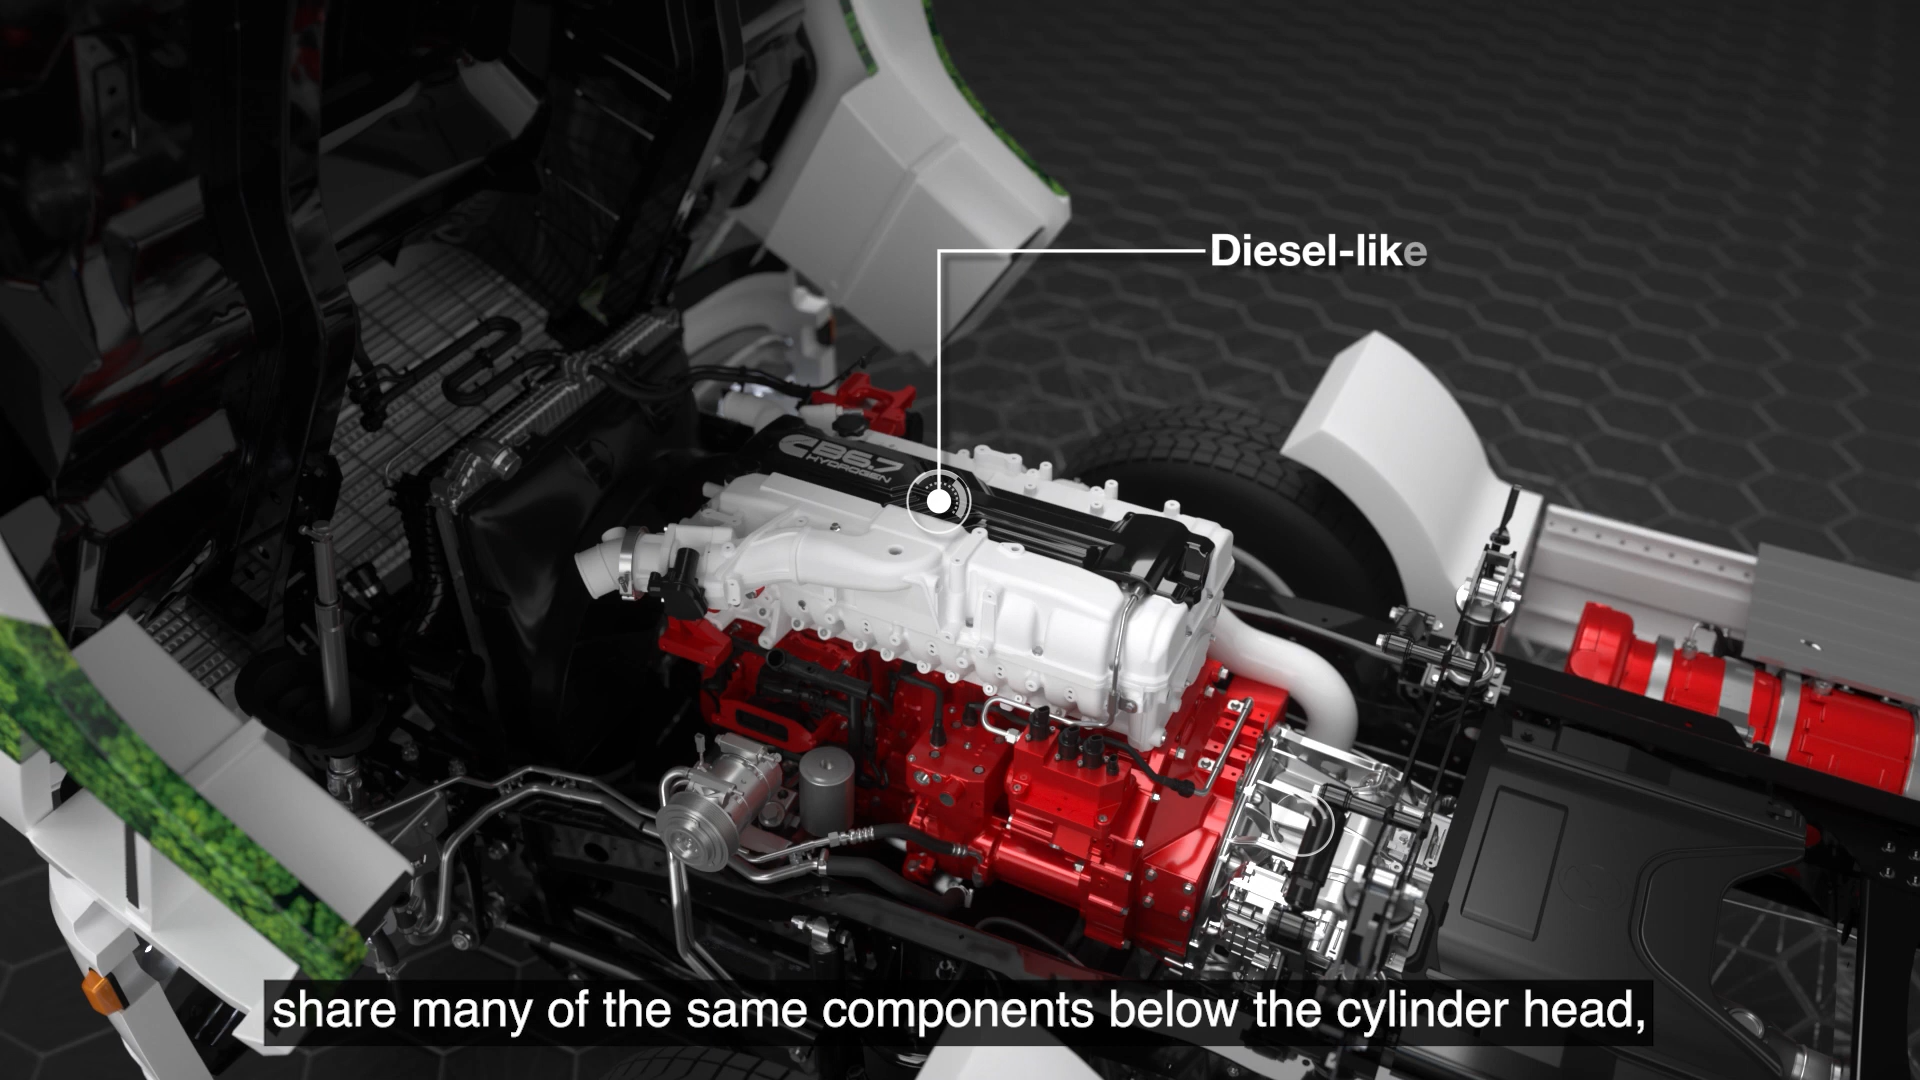 Diesel-like
B6.7
HYDROGEN
share many of the same components below the cylinder head,